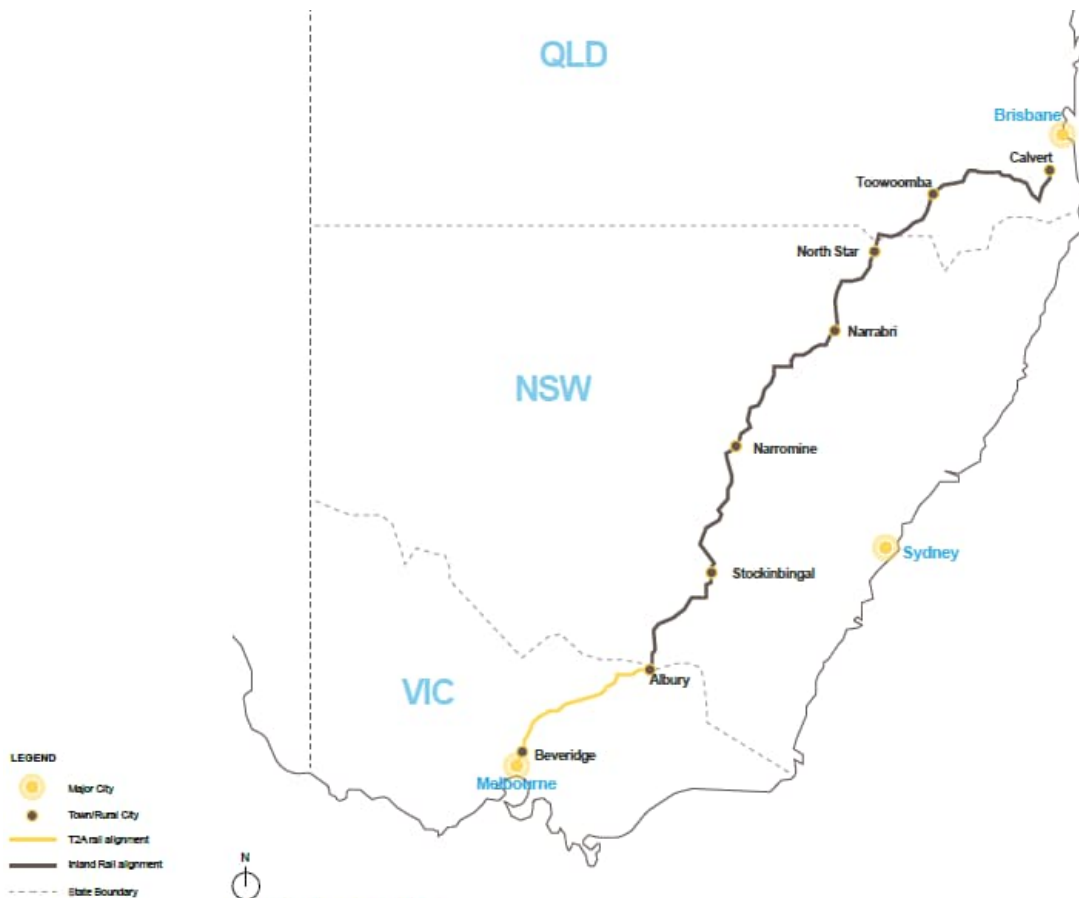 QLD
Brisbane
Calvert
Toowoomba
North Star
Narrabri
NSW
Narromine
Sydney
Stockinbingal
Albury
VIC
Beveridge
Melbourne
LEGEND
Major City
Town/Rural City
T2A rail alignment
Inland Rail alignment
State Boundary
N